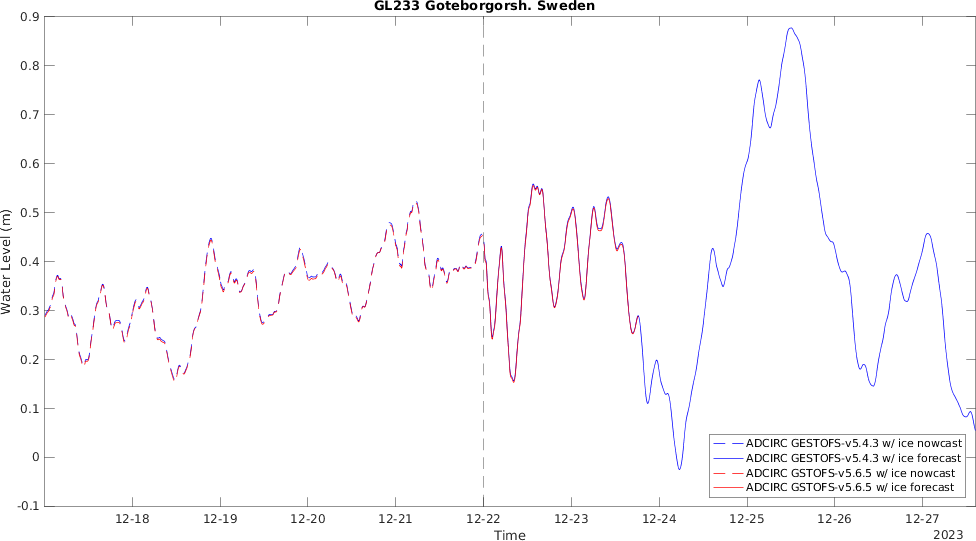 GL233 Goteborgorsh. Sweden
0.9
0.8
0.7
0.6
0.5
0.4
0.3
0.2
0.1
0
-0.1
Water Level (m)
12-18 12-19 12-20 12-21 12-22 12-23 12-24 12-25 12-26 12-27
Time
2023
ADCIRC GESTOFS-v5.4.3 w/ ice nowcast
ADCIRC GESTOFS-v5.4.3 w/ ice forecast
ADCIRC GSTOFS-v5.6.5 w/ ice nowcast
ADCIRC GSTOFS-v5.6.5 w/ ice forecast